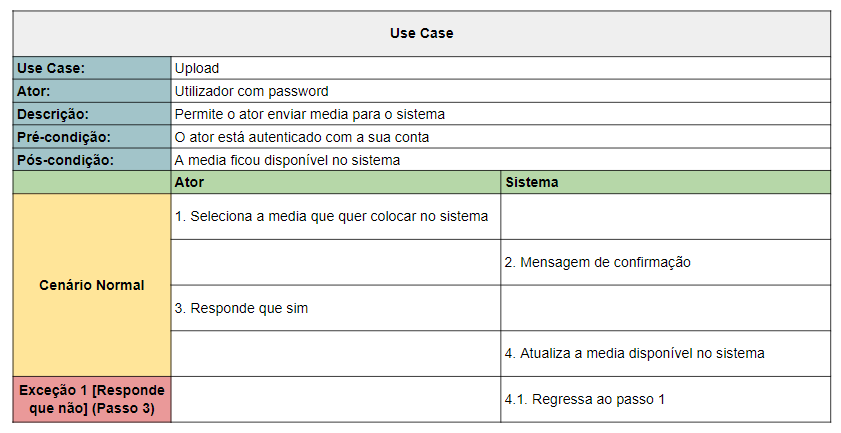 Use Case
Use Case: Upload
Ator: Utilizador com password
Descrição: Permite o ator enviar media para o sistema
Pré-condição: O ator está autenticado com a sua conta
Pós-condição: A media ficou disponível no sistema
Ator Sistema
1. Seleciona a media que quer colocar no sistema
2. Mensagem de confirmação
Cenário Normal
3. Responde que sim
4. Atualiza a media disponível no sistema
Exceção 1 [Responde
que não] (Passo 3)
4.1. Regressa ao passo 1